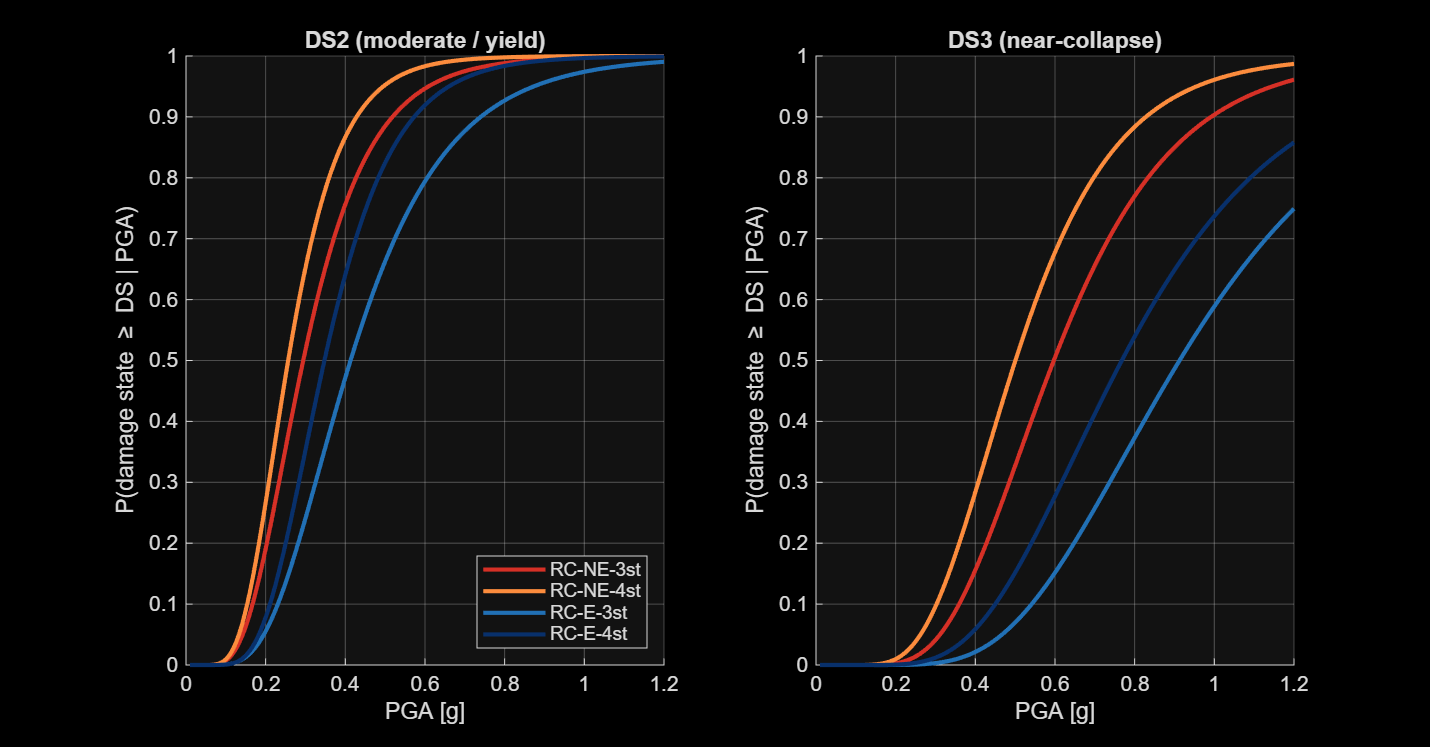 DS2 (moderate / yield)
P(damage state ≥ DS | PGA)
1
0.9
0.8
0.7
0.6
0.5
0.4
0.3
0.2
0.1
0
0 0.2 0.4 0.6 0.8 1 1.2
PGA [g]
RC-NE-3st
RC-NE-4st
RC-E-3st
RC-E-4st
DS3 (near-collapse)
P(damage state ≥ DS | PGA)
1
0.9
0.8
0.7
0.6
0.5
0.4
0.3
0.2
0.1
0
0 0.2 0.4 0.6 0.8 1 1.2
PGA [g]